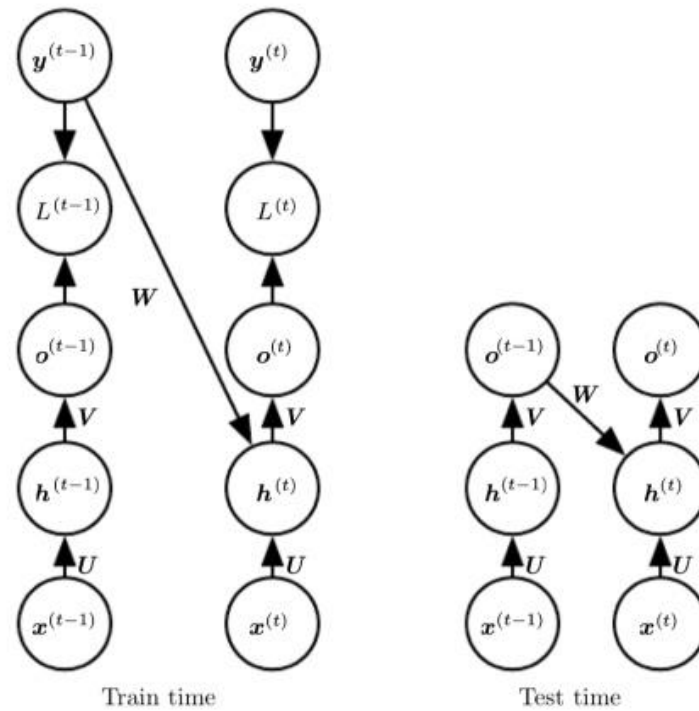 y^(t−1) y^(t)
L^(t−1) L^(t)
W
o^(t−1) o^(t) o^(t−1) o^(t)
W
V V V V
h^(t−1) h^(t) h^(t−1) h^(t)
U U U U
x^(t−1) x^(t) x^(t−1) x^(t)
Train time Test time